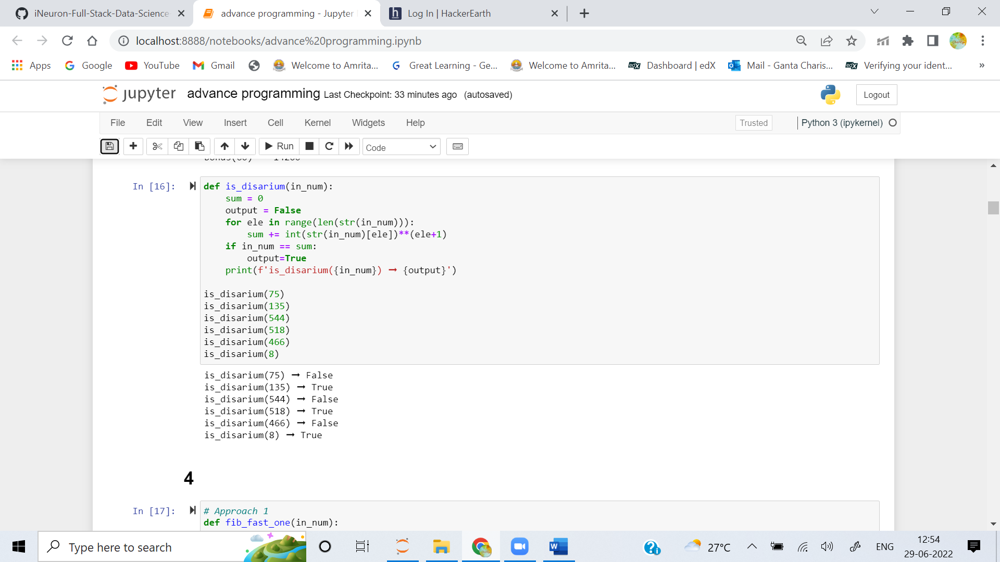 iNeuron-Full-Stack-Data-Science
advance programming - Jupyter
Log In | HackerEarth
localhost:8888/notebooks/advance%20programming.ipynb
Apps
Google
YouTube
Gmail
Welcome to Amrita...
Great Learning - Ge...
Welcome to Amrita...
edX
Dashboard | edX
Mail - Ganta Charis...
edX
Verifying your ident...
»
jupyter advance programming Last Checkpoint: 33 minutes ago (autosaved)
Logout
File Edit View Insert Cell Kernel Widgets Help
Trusted
Python 3 (ipykernel)
Run
Code
In [16]:
def is_disarium(in_num):
    sum = 0
    output = False
    for ele in range(len(str(in_num))):
        sum += int(str(in_num)[ele])**(ele+1)
    if in_num == sum:
        output=True
    print(f'is_disarium({in_num}) ➞ {output}')
is_disarium(75)
is_disarium(135)
is_disarium(544)
is_disarium(518)
is_disarium(466)
is_disarium(8)
is_disarium(75) ➞ False
is_disarium(135) ➞ True
is_disarium(544) ➞ False
is_disarium(518) ➞ True
is_disarium(466) ➞ False
is_disarium(8) ➞ True
4
In [17]:
# Approach 1
def fib_fast_one(in_num):
Type here to search
27°C
ENG
12:54
29-06-2022